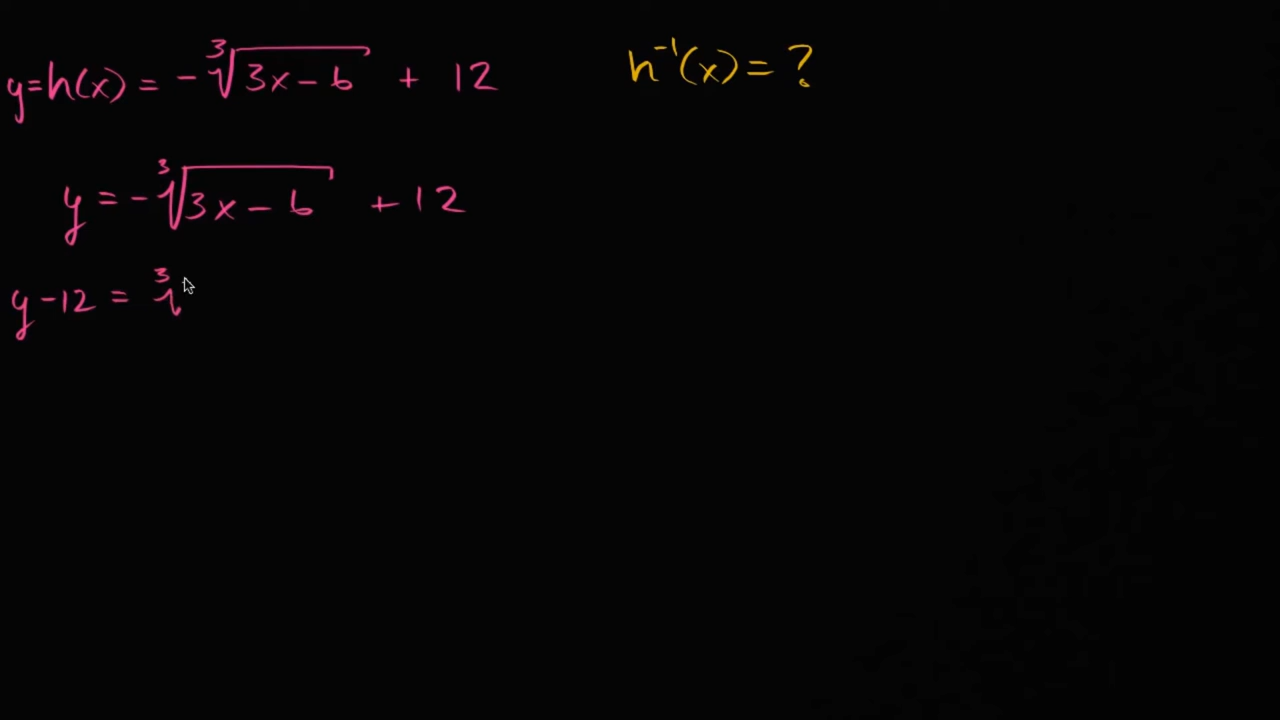 y=h(x) = -∛(3x-6) + 12
h⁻¹(x) = ?
y = -∛(3x-6) + 12
y-12 = ∛